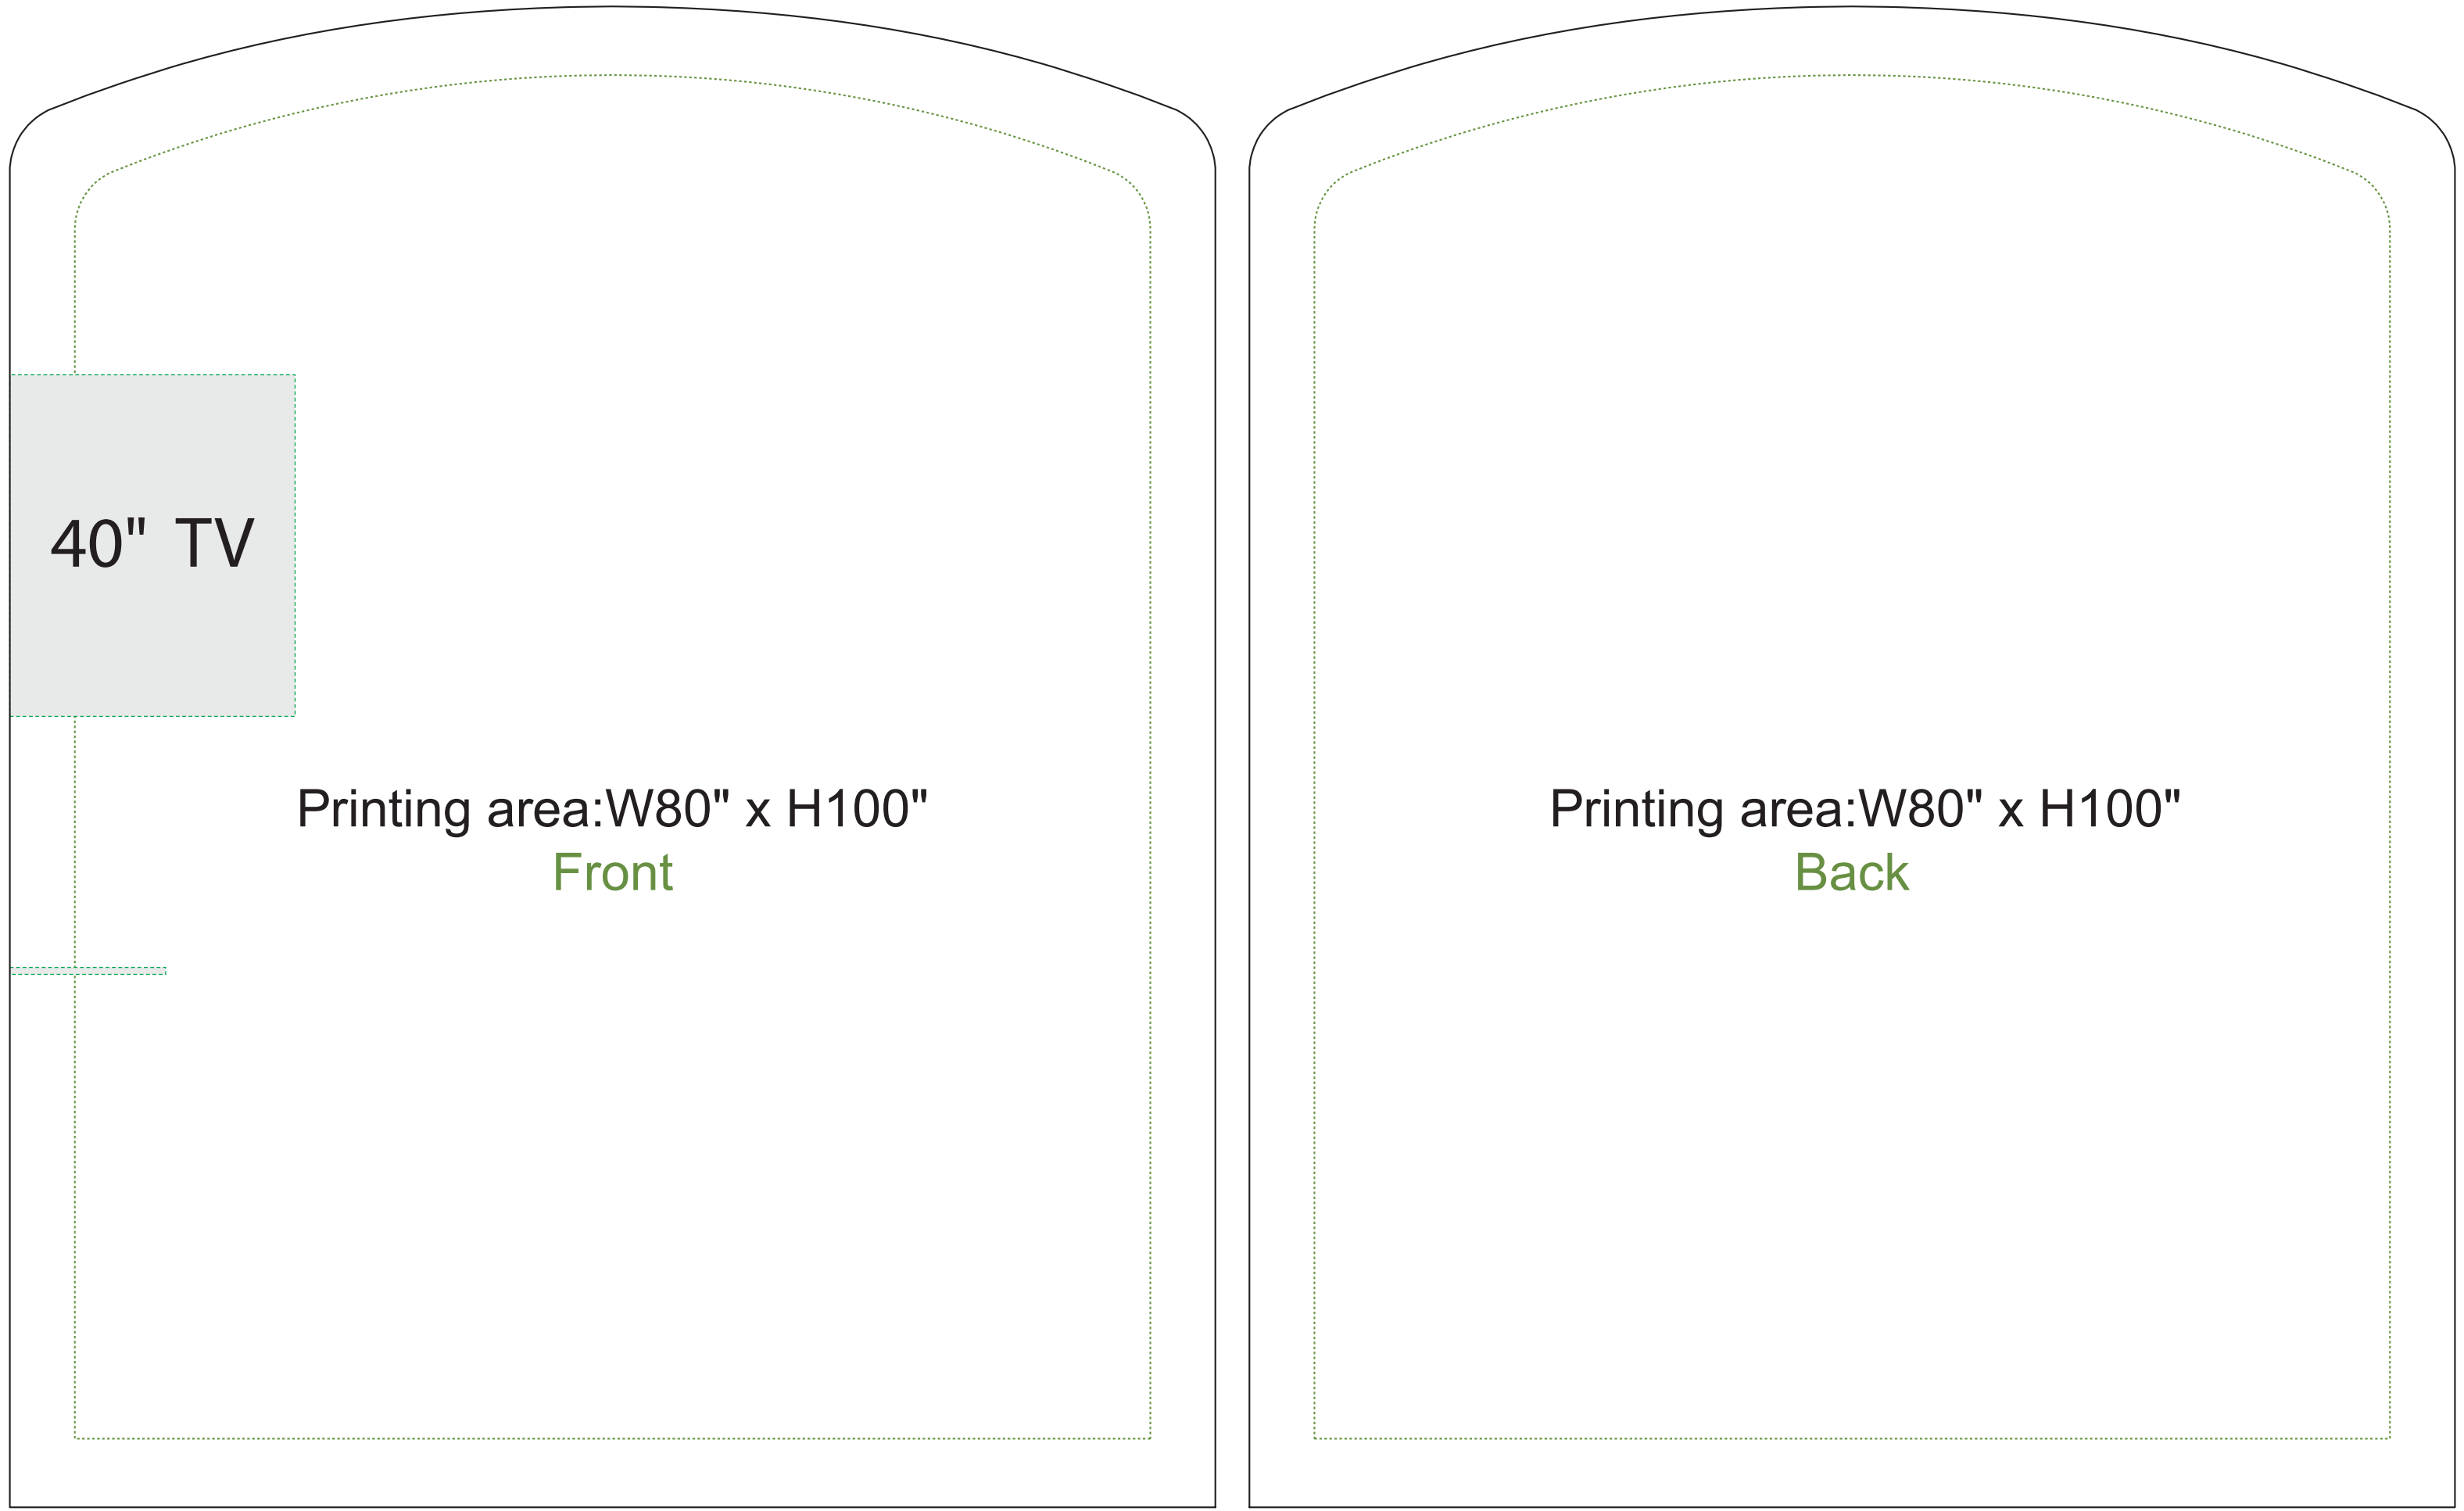 40" TV
Printing area:W80" x H100"
Front
Printing area:W80" x H100"
Back